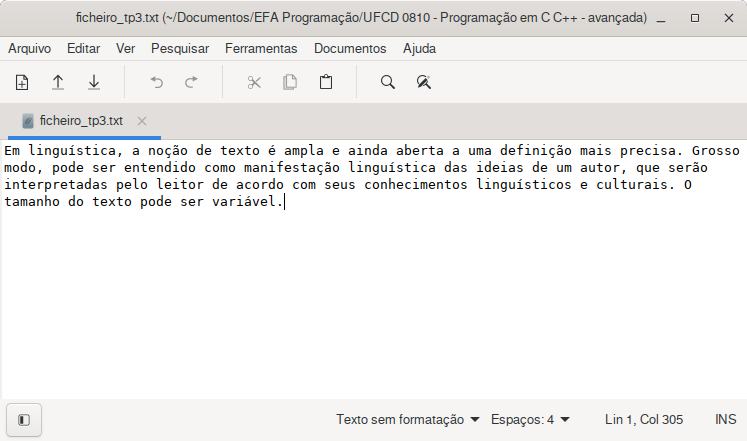 ficheiro_tp3.txt (~/Documentos/EFA Programação/UFCD 0810 - Programação em C C++ - avançada)
Arquivo Editar Ver Pesquisar Ferramentas Documentos Ajuda
ficheiro_tp3.txt
Em linguística, a noção de texto é ampla e ainda aberta a uma definição mais precisa. Grosso
modo, pode ser entendido como manifestação linguística das ideias de um autor, que serão
interpretadas pelo leitor de acordo com seus conhecimentos linguísticos e culturais. O
tamanho do texto pode ser variável.
Texto sem formatação Espaços: 4 Lin 1, Col 305 INS